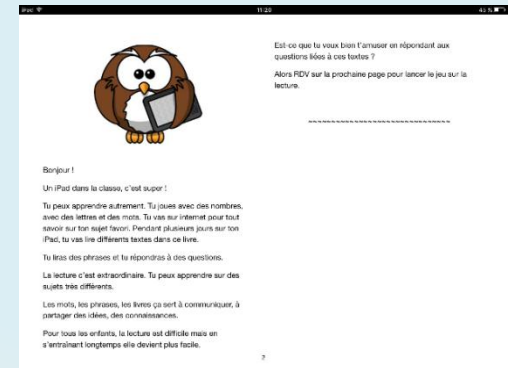 iPad
11:29
45 %
Bonjour !
Un iPad dans la classe, c'est super !
Tu peux apprendre autrement. Tu joues avec des nombres,
avec des lettres et des mots. Tu vas sur internet pour tout
savoir sur ton sujet favori. Pendant plusieurs jours sur ton
iPad, tu vas lire différents textes dans ce livre.
Tu liras des phrases et tu répondras à des questions.
La lecture c'est extraordinaire. Tu peux apprendre sur des
sujets très différents.
Les mots, les phrases, les livres ça sert à communiquer, à
partager des idées, des connaissances.
Pour tous les enfants, la lecture est difficile mais en
s'entraînant longtemps elle devient plus facile.
Est-ce que tu veux bien t'amuser en répondant aux
questions liées à ces textes ?
Alors RDV sur la prochaine page pour lancer le jeu sur la
lecture.
~~~~~~~~~~~~~~~~~~~~~~~~~~~~~~
2